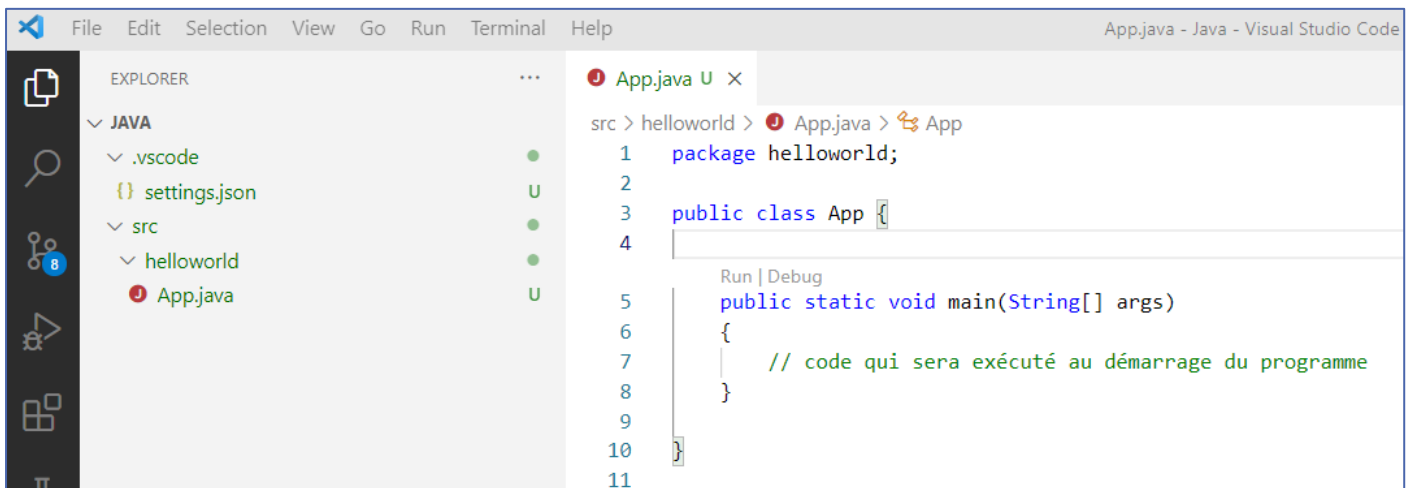 File Edit Selection View Go Run Terminal Help App.java - Java - Visual Studio Code
EXPLORER ...
JAVA
.vscode
{} settings.json U
src
helloworld
J App.java U
8
J App.java U ×
src > helloworld > J App.java > App
1 package helloworld;
2
3 public class App {
4
Run | Debug
5 public static void main(String[] args)
6 {
7 // code qui sera exécuté au démarrage du programme
8 }
9
10 }
11